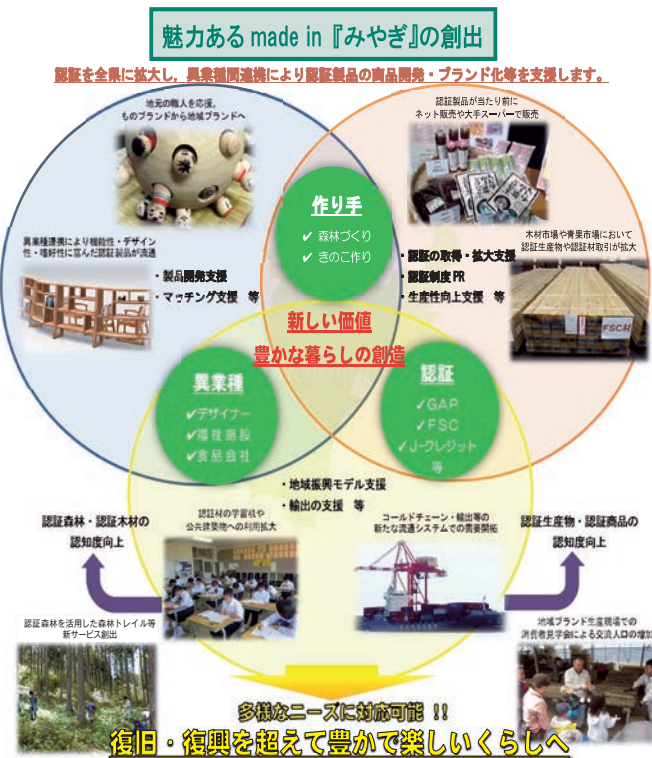 魅力ある made in『みやぎ』の創出
認証を全県に拡大し，異業種間連携により認証製品の商品開発・ブランド化等を支援します。
地元の職人を応援。
ものブランドから地域ブランドへ
認証製品が当たり前に
ネット販売や大手スーパーで販売
作り手
✔ 森林づくり
✔ きのこ作り
異業種連携により機能性・デザイン
性・嗜好性に富んだ認証製品が流通
木材市場や青果市場において
認証生産物や認証材取引が拡大
・製品開発支援
・マッチング支援　等
・認証の取得・拡大支援
・認証制度 PR
・生産性向上支援　等
FSC材
新しい価値
豊かな暮らしの創造
異業種
✔デザイナー
✔福祉施設
✔食品会社
認証
✓GAP
✓FSC
✓J-クレジット
等
・地域振興モデル支援
・輸出の支援　等
認証森林・認証木材の
認知度向上
認証材の学習机や
公共建築物への利用拡大
コールドチェーン・輸出等の
新たな流通システムでの需要開拓
認証生産物・認証商品の
認知度向上
認証森林を活用した森林トレイル等
新サービス創出
地域ブランド生産現場での
消費者見学会による交流人口の増加
多様なニーズに対応可能 !!
復旧・復興を超えて豊かで楽しいくらしへ